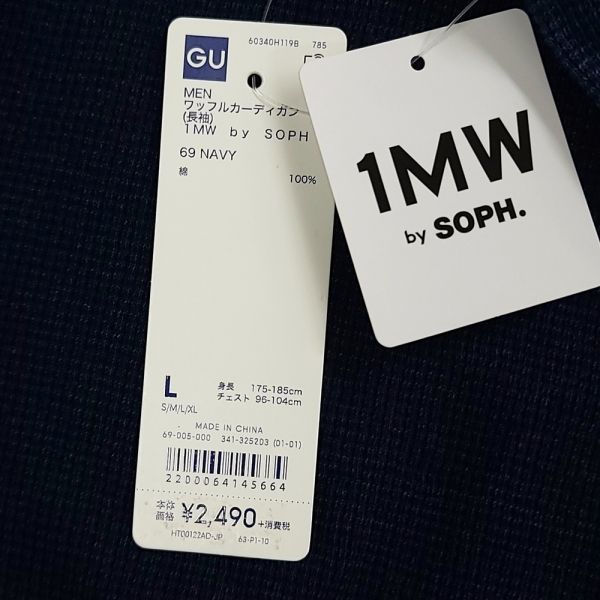 GU
60340H119B 785
MEN
ワッフルカーディガン
(長袖)
1MW by SOPH
69 NAVY
綿 100%
L
身長 175-185cm
チェスト 96-104cm
S/M/L/XL
MADE IN CHINA
69-005-000 341-325203 (01-01)
2200064145664
本体
価格 ¥2,490 +消費税
HT00122AD-JP 63-P1-10
1MW
by SOPH.